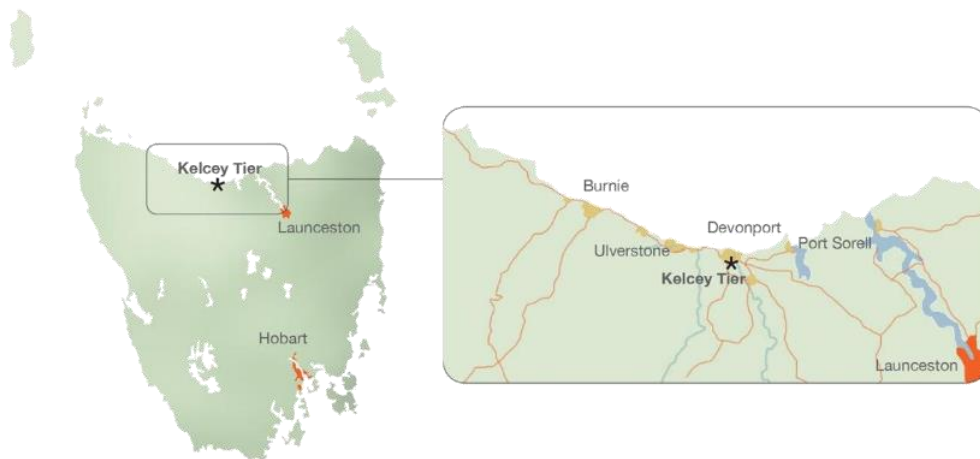 Kelcey Tier
Launceston
Hobart
Burnie
Devonport
Ulverstone
Port Sorell
Kelcey Tier
Launceston